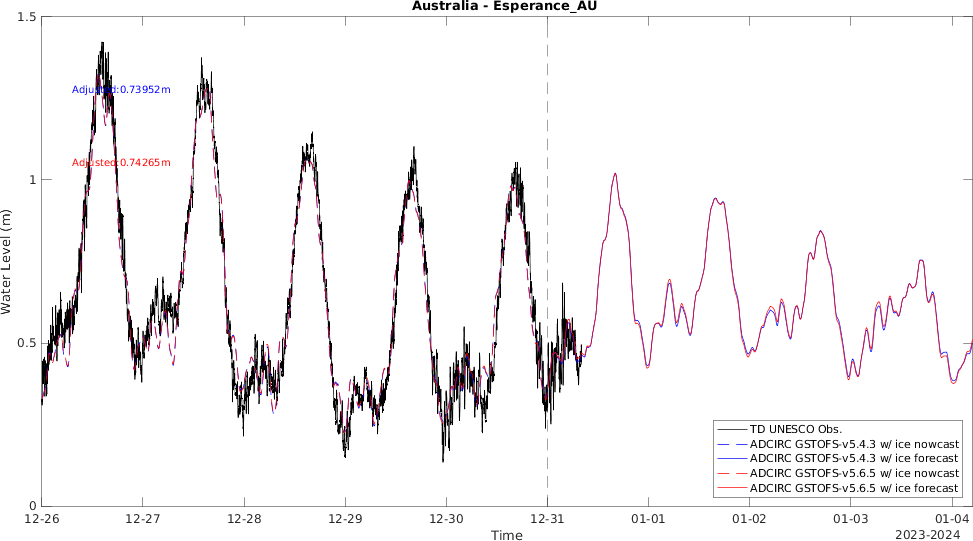 Australia - Esperance_AU
1.5
1
0.5
0
Water Level (m)
Adjusted:0.73952m
Adjusted:0.74265m
TD UNESCO Obs.
ADCIRC GSTOFS-v5.4.3 w/ ice nowcast
ADCIRC GSTOFS-v5.4.3 w/ ice forecast
ADCIRC GSTOFS-v5.6.5 w/ ice nowcast
ADCIRC GSTOFS-v5.6.5 w/ ice forecast
12-26 12-27 12-28 12-29 12-30 12-31 01-01 01-02 01-03 01-04
Time
2023-2024